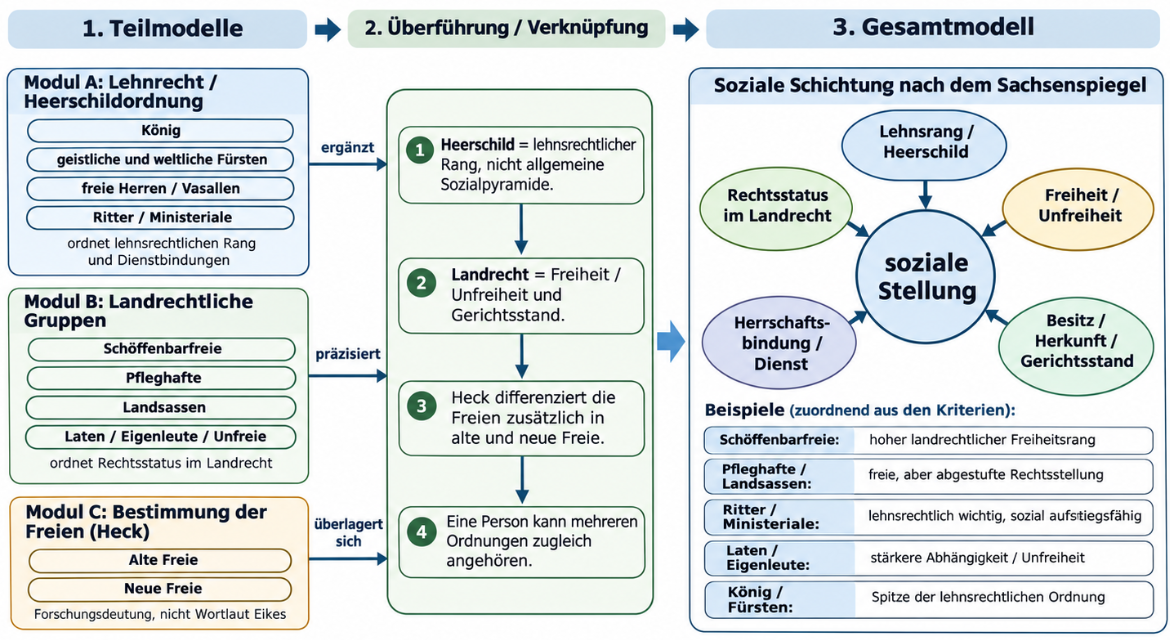 1. Teilmodelle
2. Überführung / Verknüpfung
3. Gesamtmodell
Modul A: Lehnrecht /
Heerschildordnung
König
geistliche und weltliche Fürsten
freie Herren / Vasallen
Ritter / Ministeriale
ordnet lehnsrechtlichen Rang
und Dienstbindungen
Modul B: Landrechtliche
Gruppen
Schöffenbarfreie
Pfleghafte
Landsassen
Laten / Eigenleute / Unfreie
ordnet Rechtsstatus im Landrecht
Modul C: Bestimmung der
Freien (Heck)
Alte Freie
Neue Freie
Forschungsdeutung, nicht Wortlaut Eikes
ergänzt
präzisiert
überlagert
sich
1
Heerschild = lehnsrechtlicher
Rang, nicht allgemeine
Sozialpyramide.
2
Landrecht = Freiheit /
Unfreiheit und
Gerichtsstand.
3
Heck differenziert die
Freien zusätzlich in
alte und neue Freie.
4
Eine Person kann mehreren
Ordnungen zugleich
angehören.
Soziale Schichtung nach dem Sachsenspiegel
Lehnsrang /
Heerschild
Rechtsstatus
im Landrecht
Freiheit /
Unfreiheit
soziale
Stellung
Herrschafts-
bindung /
Dienst
Besitz /
Herkunft /
Gerichtsstand
Beispiele (zuordnend aus den Kriterien):
Schöffenbarfreie: hoher landrechtlicher Freiheitsrang
Pfleghafte /
Landsassen:
freie, aber abgestufte Rechtsstellung
Ritter /
Ministeriale:
lehnsrechtlich wichtig, sozial aufstiegsfähig
Laten /
Eigenleute:
stärkere Abhängigkeit / Unfreiheit
König /
Fürsten:
Spitze der lehnsrechtlichen Ordnung